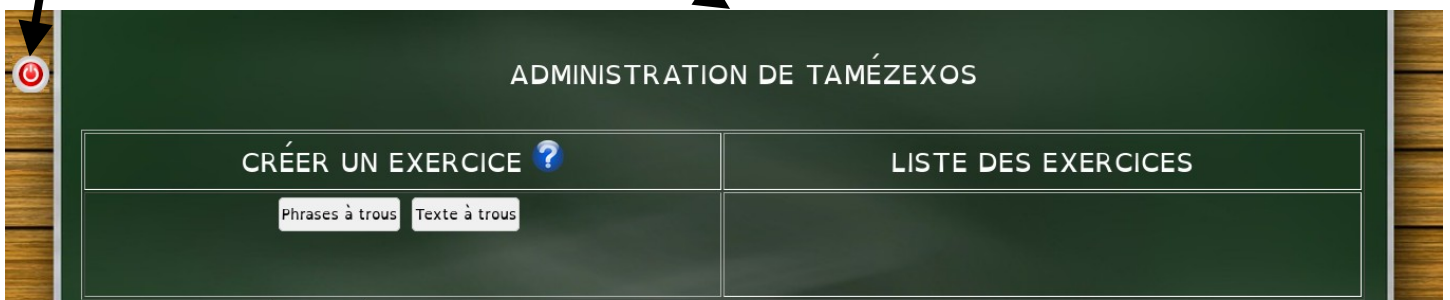 ADMINISTRATION DE TAMÉZEXOS
CRÉER UN EXERCICE ?
LISTE DES EXERCICES
Phrases à trous Texte à trous